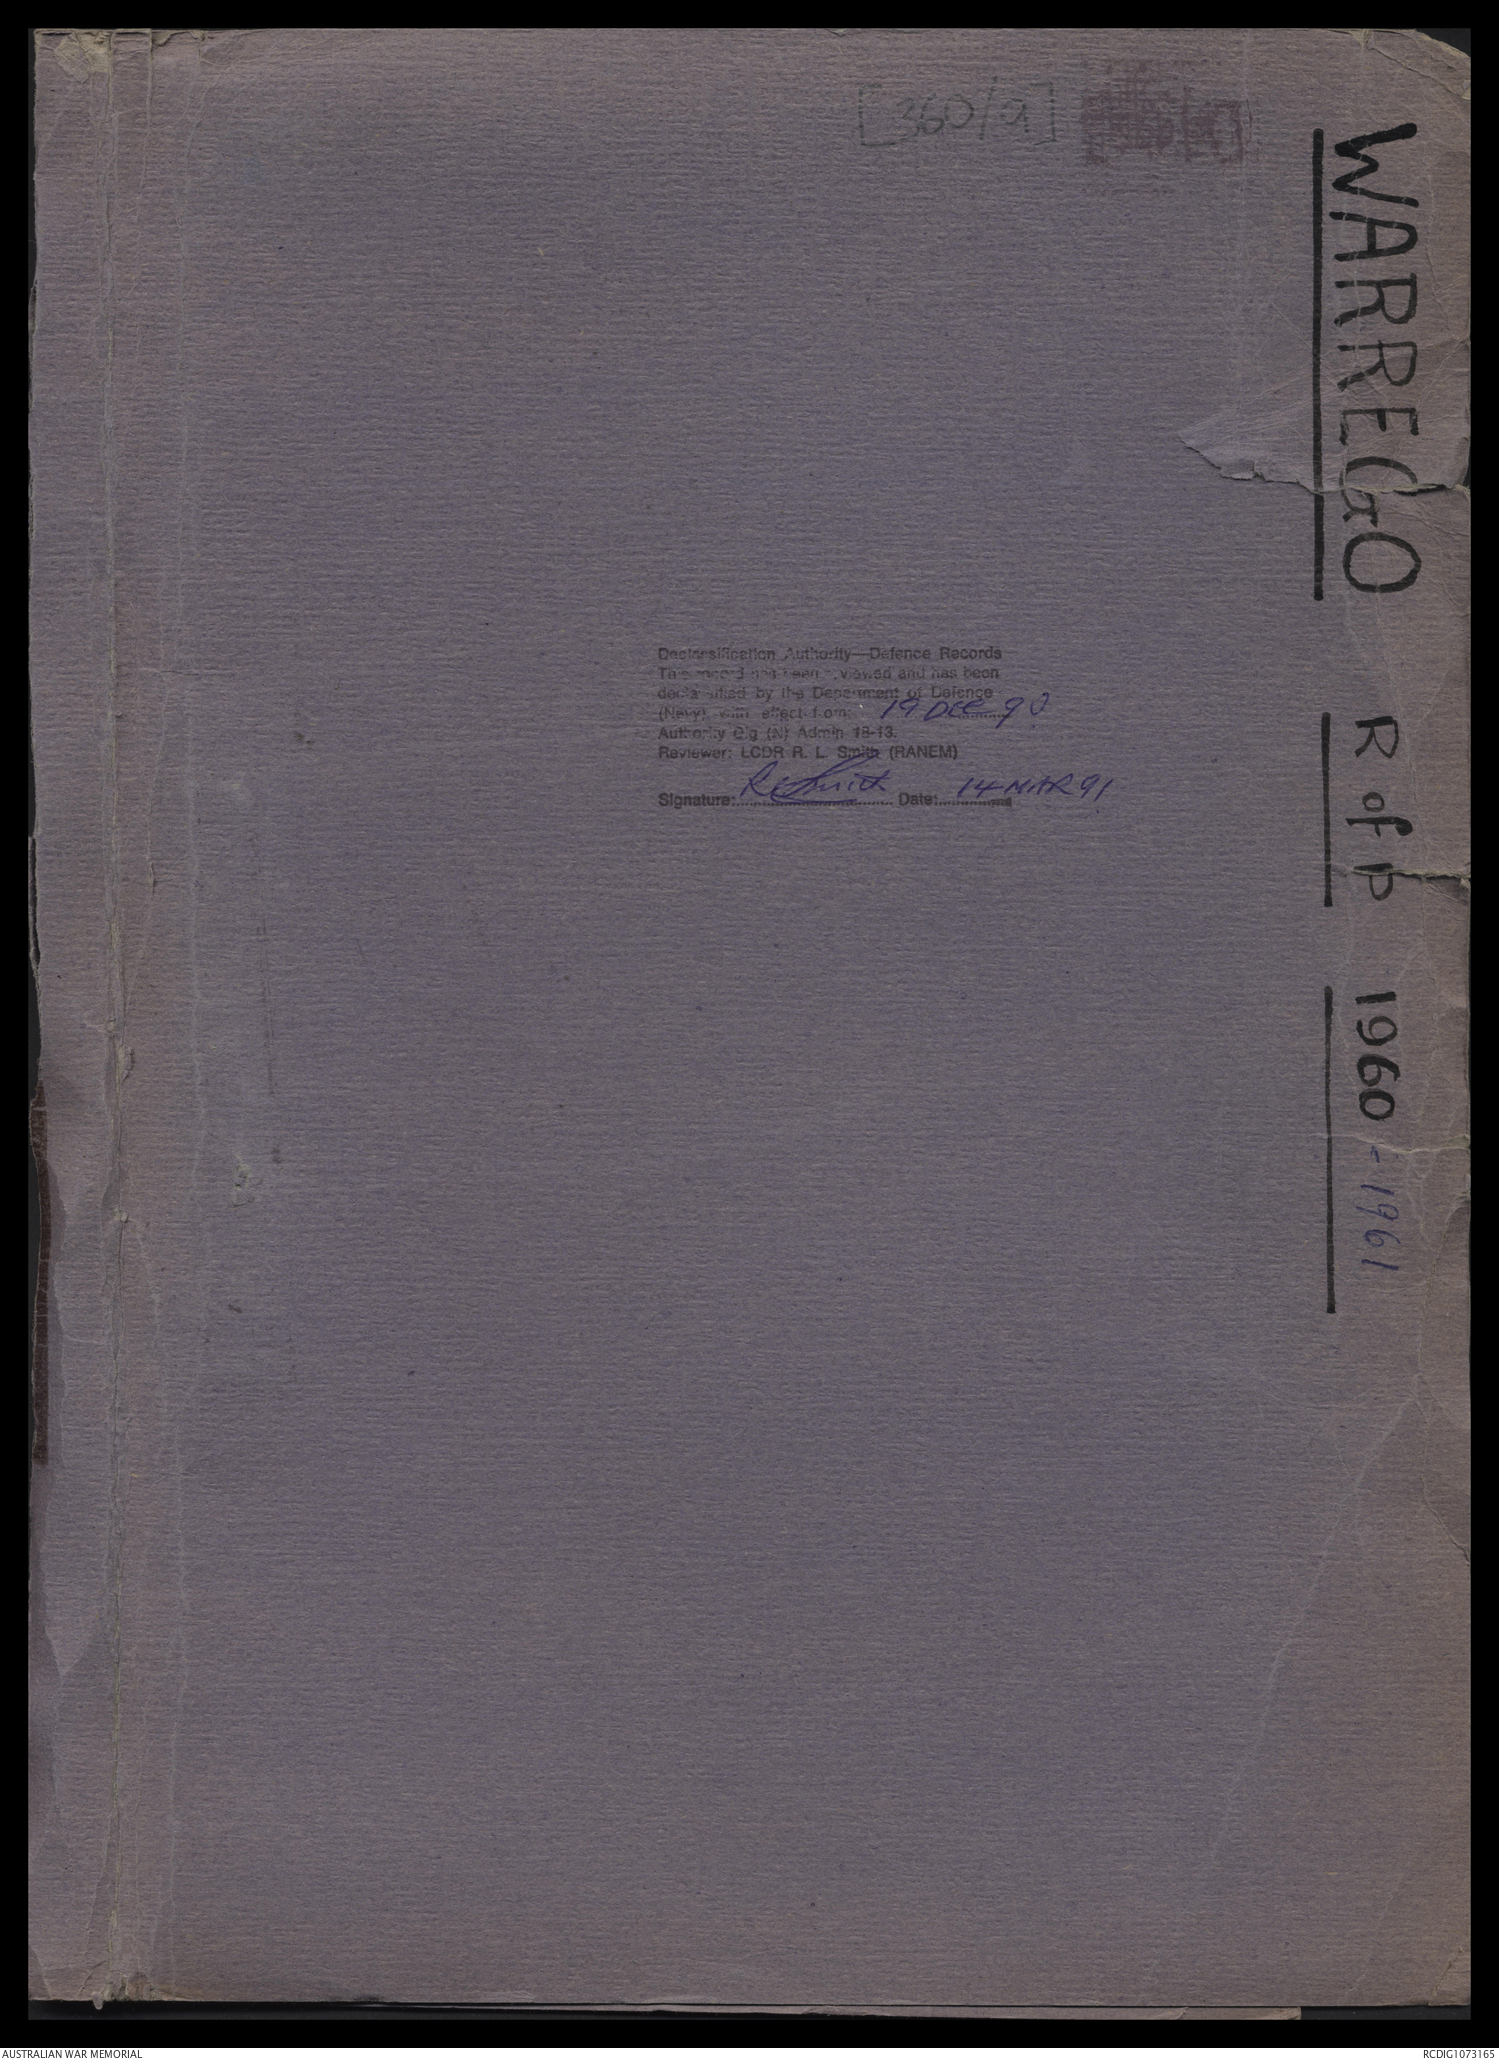 [360/9]
WARREGO R of P 1960 - 1961
Declassification Authority—Defence Records
This record has been reviewed and has been
declassified by the Department of Defence
(Navy) with effect from: 19 DEC 90
Authority (N) Admin 18-13.
Reviewer: LCDR R. L. Smith (RANEM)
Signature: R L Smith Date: 14 MAR 91
AUSTRALIAN WAR MEMORIAL
RCDIG1073165